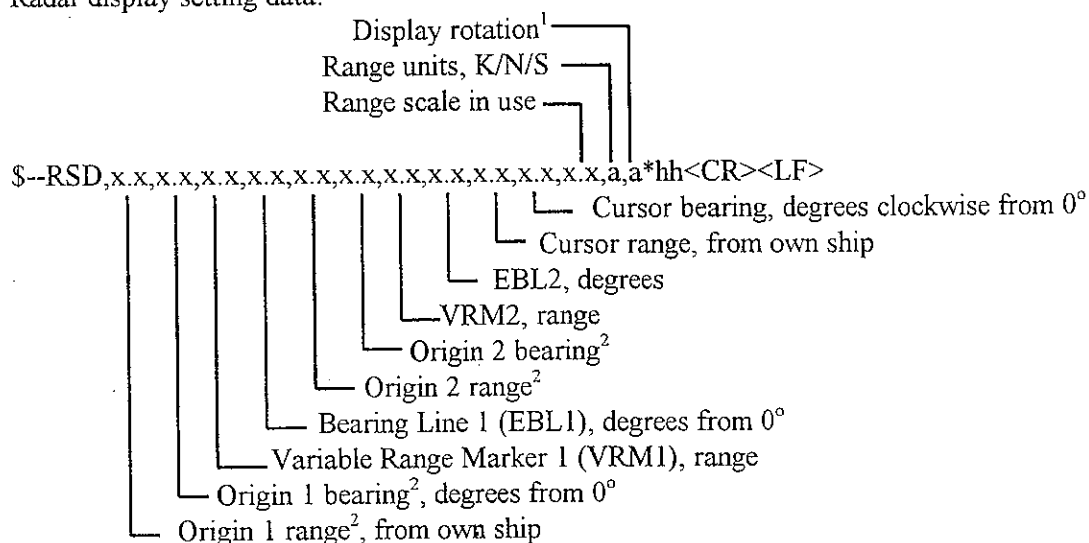 Radar display setting data.
Display rotation¹
Range units, K/N/S
Range scale in use
$--RSD,x.x,x.x,x.x,x.x,x.x,x.x,x.x,x.x,x.x,x.x,x.x,a,a*hh<CR><LF>
Cursor bearing, degrees clockwise from 0°
Cursor range, from own ship
EBL2, degrees
VRM2, range
Origin 2 bearing²
Origin 2 range²
Bearing Line 1 (EBL1), degrees from 0°
Variable Range Marker 1 (VRM1), range
Origin 1 bearing², degrees from 0°
Origin 1 range², from own ship